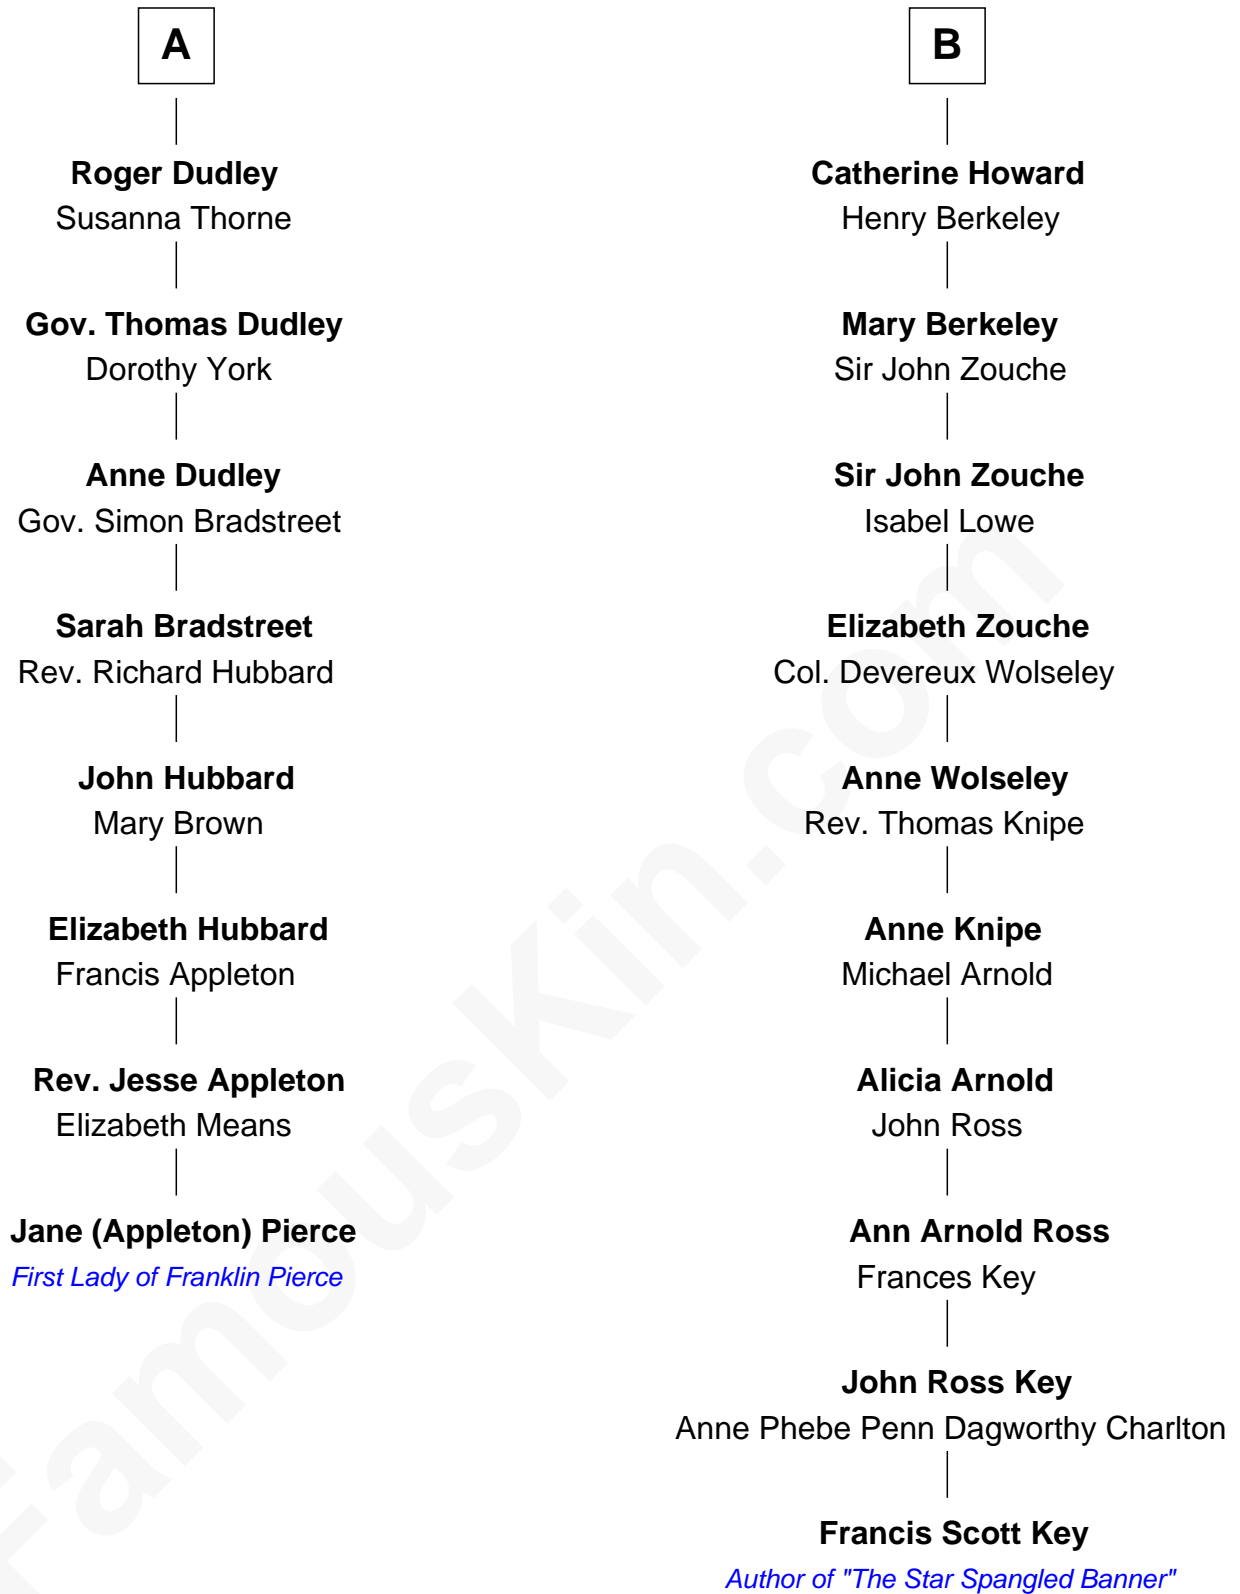 A
Roger Dudley
Susanna Thorne
Gov. Thomas Dudley
Dorothy York
Anne Dudley
Gov. Simon Bradstreet
Sarah Bradstreet
Rev. Richard Hubbard
John Hubbard
Mary Brown
Elizabeth Hubbard
Francis Appleton
Rev. Jesse Appleton
Elizabeth Means
Jane (Appleton) Pierce
First Lady of Franklin Pierce
B
Catherine Howard
Henry Berkeley
Mary Berkeley
Sir John Zouche
Sir John Zouche
Isabel Lowe
Elizabeth Zouche
Col. Devereux Wolseley
Anne Wolseley
Rev. Thomas Knipe
Anne Knipe
Michael Arnold
Alicia Arnold
John Ross
Ann Arnold Ross
Frances Key
John Ross Key
Anne Phebe Penn Dagworthy Charlton
Francis Scott Key
Author of "The Star Spangled Banner"
FamousKin.com